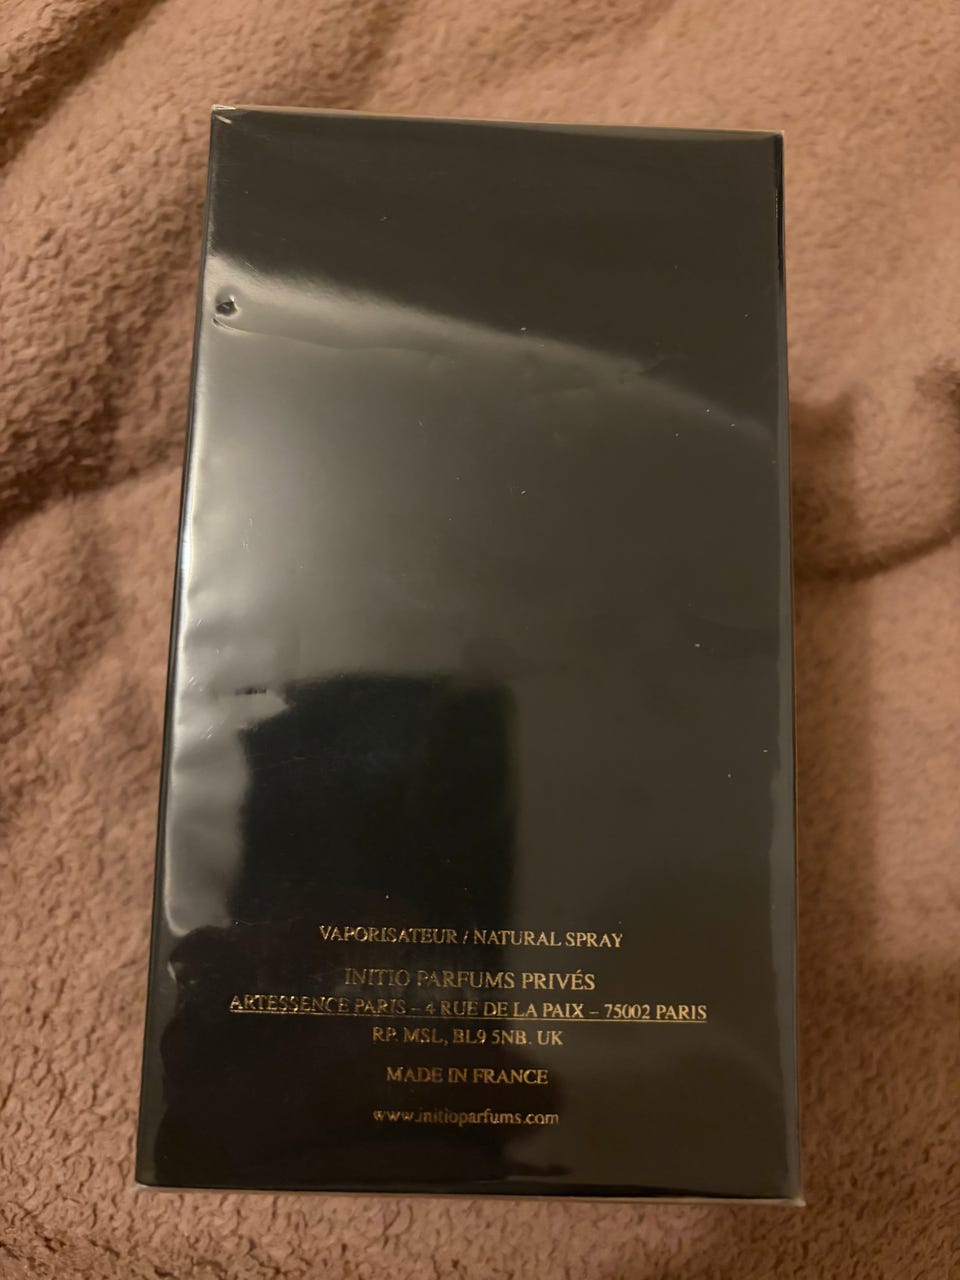 VAPORISATEUR / NATURAL SPRAY
INITIO PARFUMS PRIVÉS
ARTESSENCE PARIS – 4 RUE DE LA PAIX – 75002 PARIS
RP. MSL, BL9 5NB. UK
MADE IN FRANCE
www.initioparfums.com